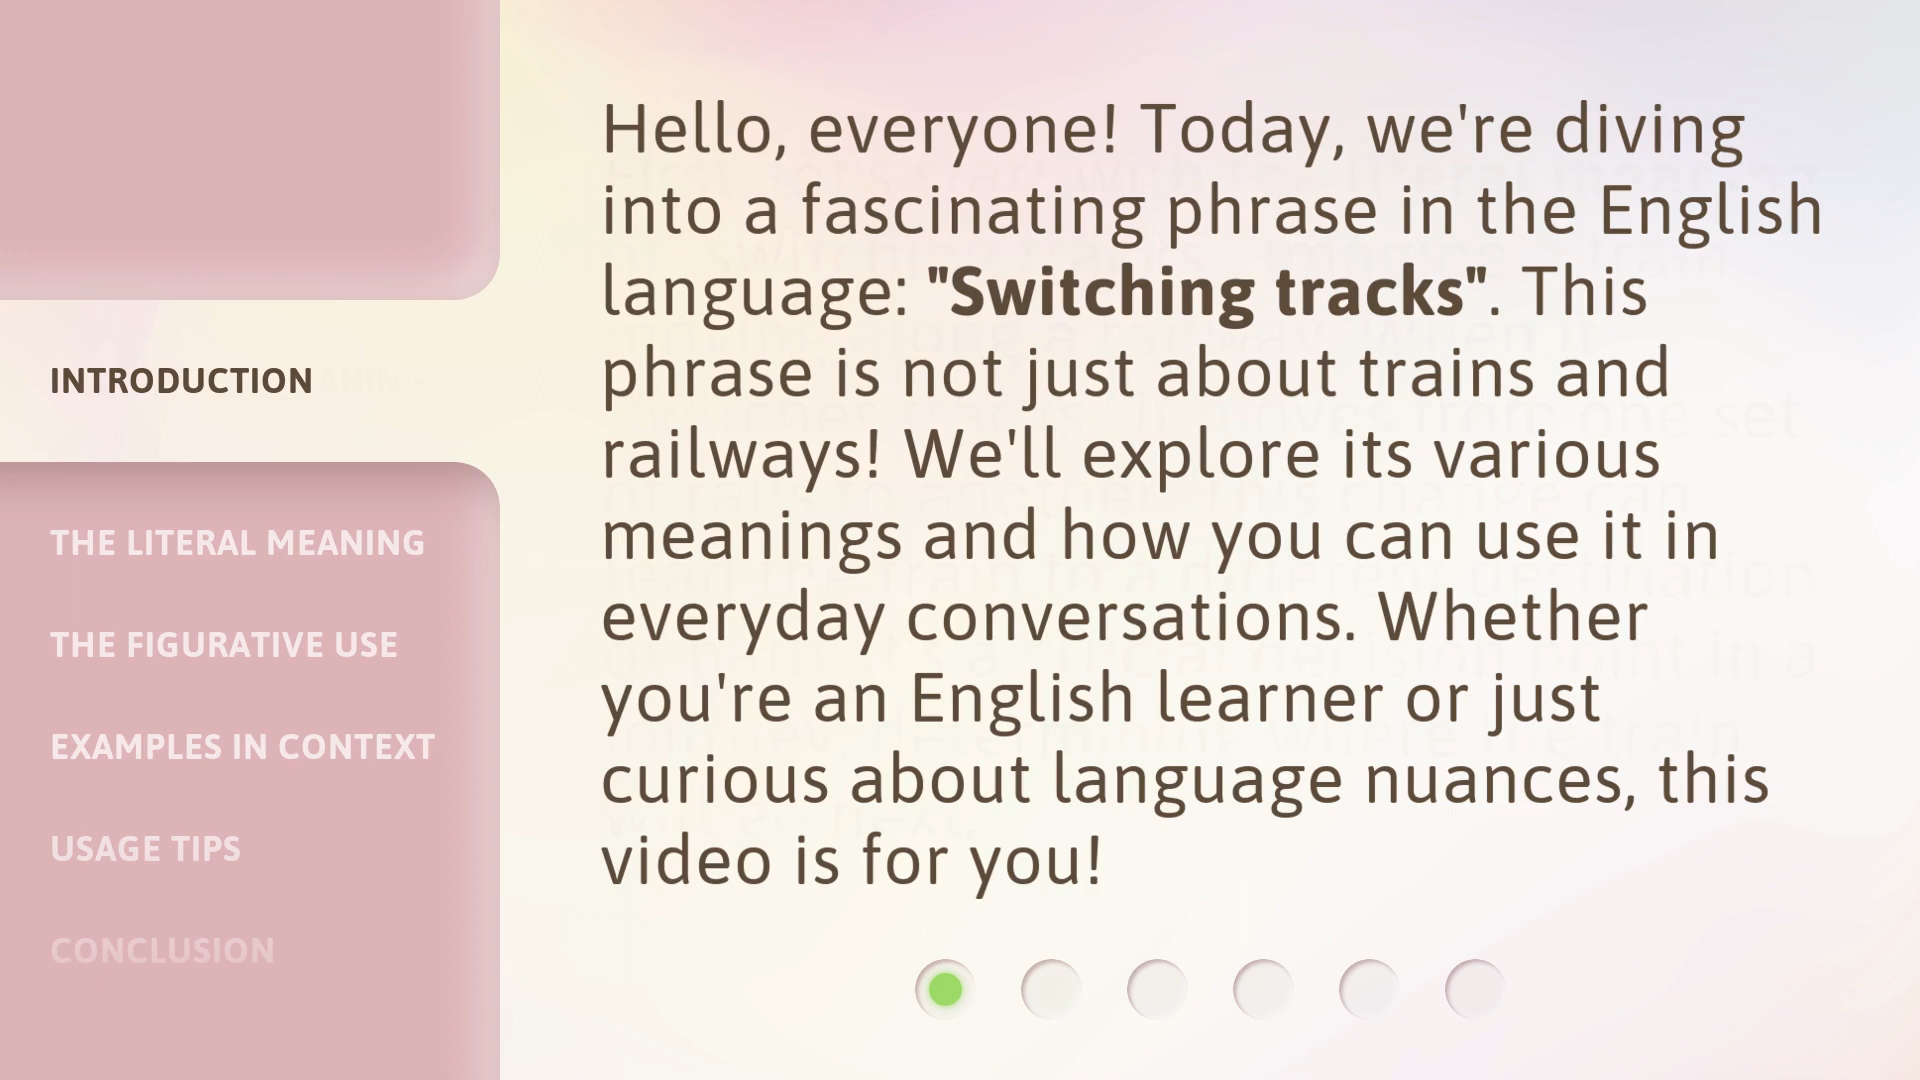 INTRODUCTION
THE LITERAL MEANING
THE FIGURATIVE USE
EXAMPLES IN CONTEXT
USAGE TIPS
CONCLUSION
Hello, everyone! Today, we're diving
into a fascinating phrase in the English
language: "Switching tracks". This
phrase is not just about trains and
railways! We'll explore its various
meanings and how you can use it in
everyday conversations. Whether
you're an English learner or just
curious about language nuances, this
video is for you!